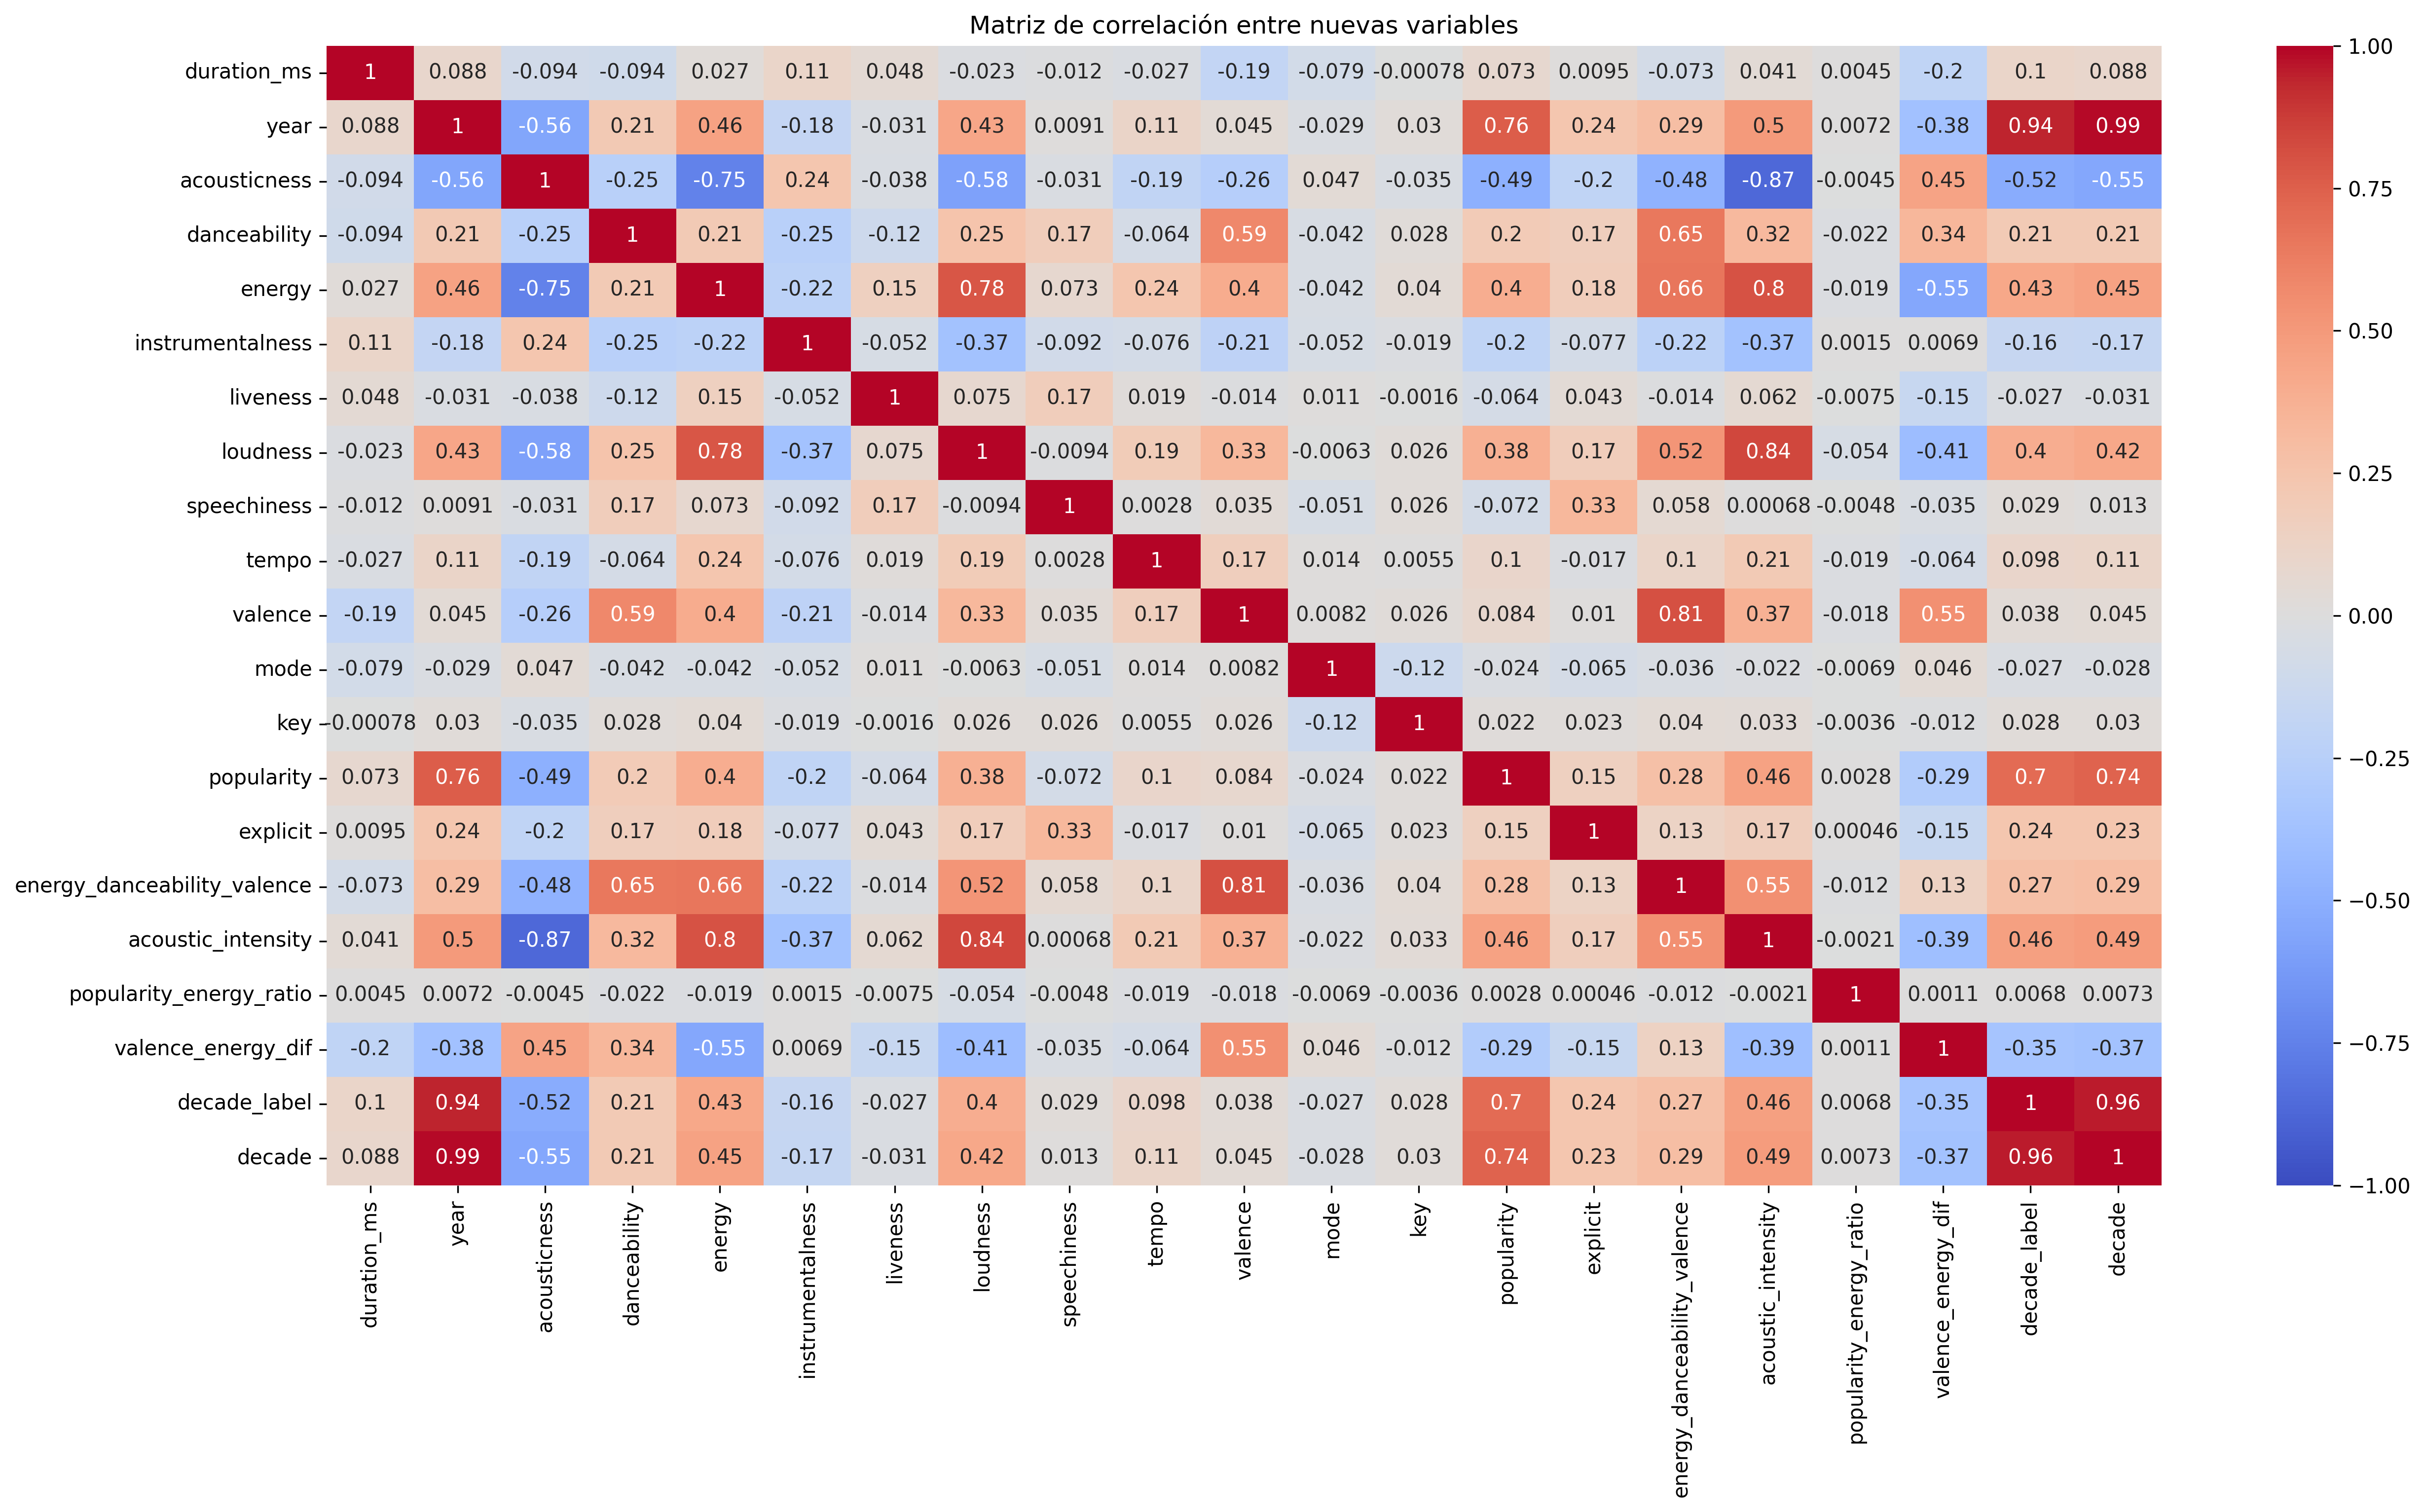 Matriz de correlación entre nuevas variables
duration_ms 1 0.088 -0.094 -0.094 0.027 0.11 0.048 -0.023 -0.012 -0.027 -0.19 -0.079 -0.00078 0.073 0.0095 -0.073 0.041 0.0045 -0.2 0.1 0.088
year 0.088 1 -0.56 0.21 0.46 -0.18 -0.031 0.43 0.0091 0.11 0.045 -0.029 0.03 0.76 0.24 0.29 0.5 0.0072 -0.38 0.94 0.99
acousticness -0.094 -0.56 1 -0.25 -0.75 0.24 -0.038 -0.58 -0.031 -0.19 -0.26 0.047 -0.035 -0.49 -0.2 -0.48 -0.87 -0.0045 0.45 -0.52 -0.55
danceability -0.094 0.21 -0.25 1 0.21 -0.25 -0.12 0.25 0.17 -0.064 0.59 -0.042 0.028 0.2 0.17 0.65 0.32 -0.022 0.34 0.21 0.21
energy 0.027 0.46 -0.75 0.21 1 -0.22 0.15 0.78 0.073 0.24 0.4 -0.042 0.04 0.4 0.18 0.66 0.8 -0.019 -0.55 0.43 0.45
instrumentalness 0.11 -0.18 0.24 -0.25 -0.22 1 -0.052 -0.37 -0.092 -0.076 -0.21 -0.052 -0.019 -0.2 -0.077 -0.22 -0.37 0.0015 0.0069 -0.16 -0.17
liveness 0.048 -0.031 -0.038 -0.12 0.15 -0.052 1 0.075 0.17 0.019 -0.014 0.011 -0.0016 -0.064 0.043 -0.014 0.062 -0.0075 -0.15 -0.027 -0.031
loudness -0.023 0.43 -0.58 0.25 0.78 -0.37 0.075 1 -0.0094 0.19 0.33 -0.0063 0.026 0.38 0.17 0.52 0.84 -0.054 -0.41 0.4 0.42
speechiness -0.012 0.0091 -0.031 0.17 0.073 -0.092 0.17 -0.0094 1 0.0028 0.035 -0.051 0.026 -0.072 0.33 0.058 0.00068 -0.0048 -0.035 0.029 0.013
tempo -0.027 0.11 -0.19 -0.064 0.24 -0.076 0.019 0.19 0.0028 1 0.17 0.014 0.0055 0.1 -0.017 0.1 0.21 -0.019 -0.064 0.098 0.11
valence -0.19 0.045 -0.26 0.59 0.4 -0.21 -0.014 0.33 0.035 0.17 1 0.0082 0.026 0.084 0.01 0.81 0.37 -0.018 0.55 0.038 0.045
mode -0.079 -0.029 0.047 -0.042 -0.042 -0.052 0.011 -0.0063 -0.051 0.014 0.0082 1 -0.12 -0.024 -0.065 -0.036 -0.022 -0.0069 0.046 -0.027 -0.028
key -0.00078 0.03 -0.035 0.028 0.04 -0.019 -0.0016 0.026 0.026 0.0055 0.026 -0.12 1 0.022 0.023 0.04 0.033 -0.0036 -0.012 0.028 0.03
popularity 0.073 0.76 -0.49 0.2 0.4 -0.2 -0.064 0.38 -0.072 0.1 0.084 -0.024 0.022 1 0.15 0.28 0.46 0.0028 -0.29 0.7 0.74
explicit 0.0095 0.24 -0.2 0.17 0.18 -0.077 0.043 0.17 0.33 -0.017 0.01 -0.065 0.023 0.15 1 0.13 0.17 0.00046 -0.15 0.24 0.23
energy_danceability_valence -0.073 0.29 -0.48 0.65 0.66 -0.22 -0.014 0.52 0.058 0.1 0.81 -0.036 0.04 0.28 0.13 1 0.55 -0.012 0.13 0.27 0.29
acoustic_intensity 0.041 0.5 -0.87 0.32 0.8 -0.37 0.062 0.84 0.00068 0.21 0.37 -0.022 0.033 0.46 0.17 0.55 1 -0.0021 -0.39 0.46 0.49
popularity_energy_ratio 0.0045 0.0072 -0.0045 -0.022 -0.019 0.0015 -0.0075 -0.054 -0.0048 -0.019 -0.018 -0.0069 -0.0036 0.0028 0.00046 -0.012 -0.0021 1 0.0011 0.0068 0.0073
valence_energy_dif -0.2 -0.38 0.45 0.34 -0.55 0.0069 -0.15 -0.41 -0.035 -0.064 0.55 0.046 -0.012 -0.29 -0.15 0.13 -0.39 0.0011 1 -0.35 -0.37
decade_label 0.1 0.94 -0.52 0.21 0.43 -0.16 -0.027 0.4 0.029 0.098 0.038 -0.027 0.028 0.7 0.24 0.27 0.46 0.0068 -0.35 1 0.96
decade 0.088 0.99 -0.55 0.21 0.45 -0.17 -0.031 0.42 0.013 0.11 0.045 -0.028 0.03 0.74 0.23 0.29 0.49 0.0073 -0.37 0.96 1
duration_ms
year
acousticness
danceability
energy
instrumentalness
liveness
loudness
speechiness
tempo
valence
mode
key
popularity
explicit
energy_danceability_valence
acoustic_intensity
popularity_energy_ratio
valence_energy_dif
decade_label
decade
1.00
0.75
0.50
0.25
0.00
−0.25
−0.50
−0.75
−1.00